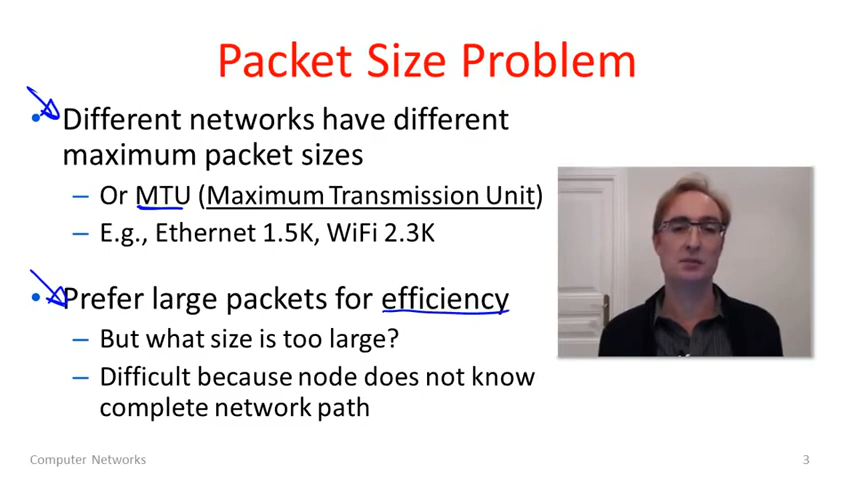 Packet Size Problem
• Different networks have different
maximum packet sizes
– Or MTU (Maximum Transmission Unit)
– E.g., Ethernet 1.5K, WiFi 2.3K
• Prefer large packets for efficiency
– But what size is too large?
– Difficult because node does not know
complete network path
Computer Networks
3